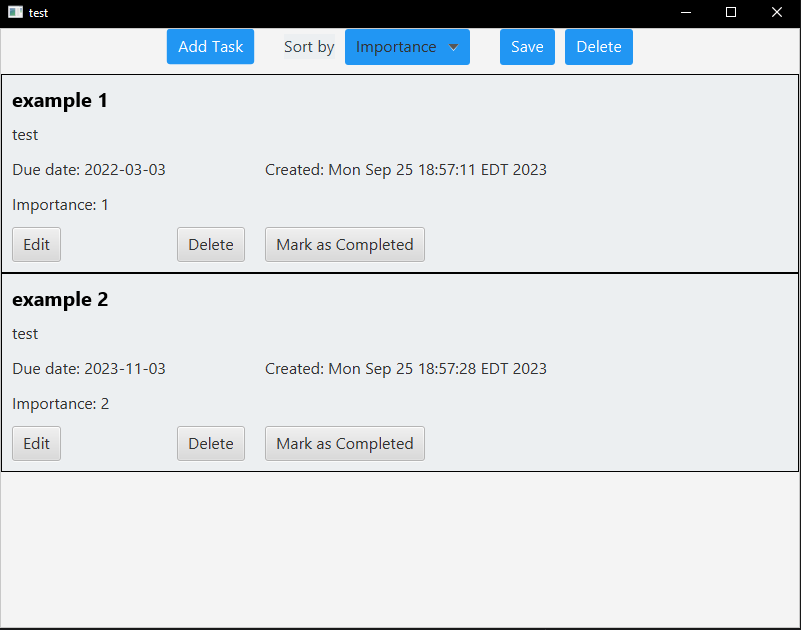 test
Add Task Sort by Importance Save Delete
example 1
test
Due date: 2022-03-03 Created: Mon Sep 25 18:57:11 EDT 2023
Importance: 1
Edit Delete Mark as Completed
example 2
test
Due date: 2023-11-03 Created: Mon Sep 25 18:57:28 EDT 2023
Importance: 2
Edit Delete Mark as Completed